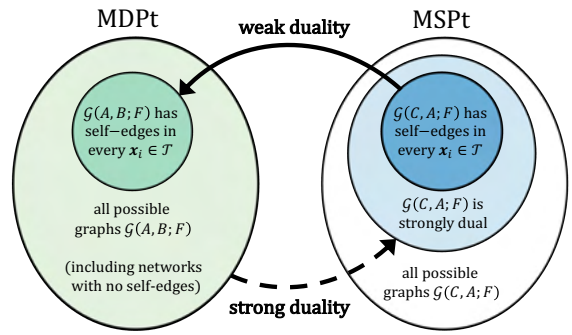 MDPt
MSPt
weak duality
𝒢(A, B; F) has
self−edges in
every 𝒙ᵢ ∈ 𝒯
all possible
graphs 𝒢(A, B; F)
(including networks
with no self-edges)
𝒢(C, A; F) has
self−edges in
every 𝒙ᵢ ∈ 𝒯
𝒢(C, A; F) is
strongly dual
all possible
graphs 𝒢(C, A; F)
strong duality